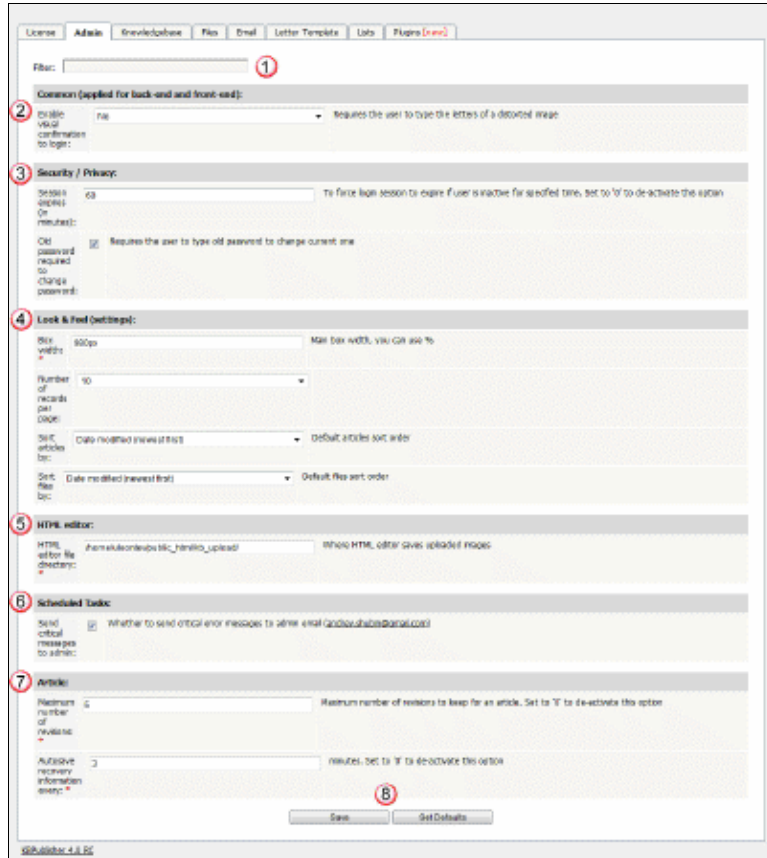 License Admin Knowledgebase Files Email Letter Template Lists Plugins [new]
Filter: 1
Common (applied for back-end and front-end):
2 Enable visual confirmation to login: Requires the user to type the letters of a distorted image
3 Security / Privacy:
Session expires (in minutes): 60 To force login session to expire if user is inactive for specified time. Set to '0' to de-activate this option
Old password required to change password: Requires the user to type old password to change current one
4 Look & Feel (settings):
Box width: * Main box width, you can use %
Number of records per page: 10
Sort articles by: Date modified (newest first) Default articles sort order
Sort files by: Date modified (newest first) Default files sort order
5 HTML editor:
HTML editor file directory: * Where HTML editor saves uploaded images
6 Scheduled Tasks:
Send critical messages to admin: Whether to send critical error messages to admin email
7 Article:
Maximum number of revisions: * Maximum number of revisions to keep for an article. Set to '0' to de-activate this option
Autosave recovery information every: * 3 minutes. Set to '0' to de-activate this option
8
Save Set Defaults
KBPublisher 4.0 RC